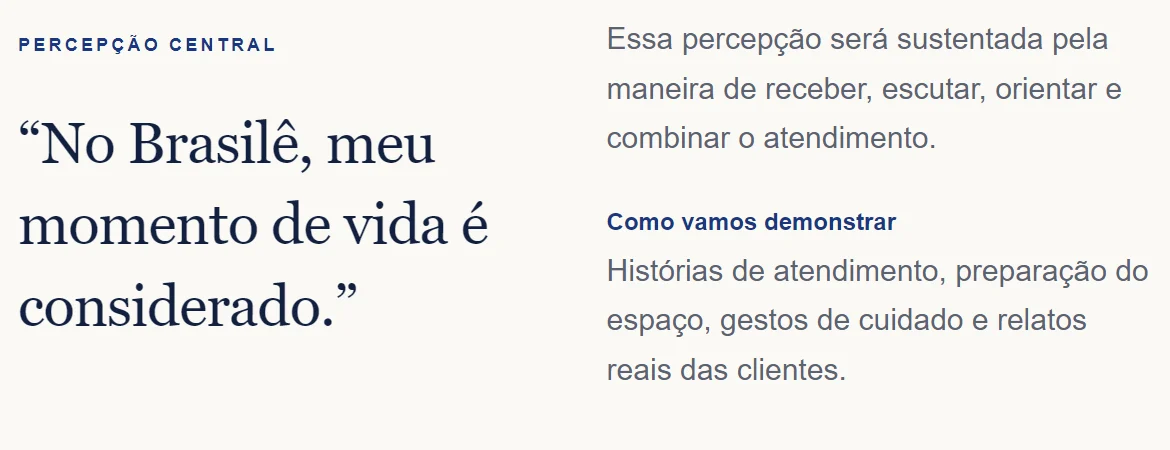 PERCEPÇÃO CENTRAL
“No Brasilê, meu
momento de vida é
considerado.”
Essa percepção será sustentada pela
maneira de receber, escutar, orientar e
combinar o atendimento.
Como vamos demonstrar
Histórias de atendimento, preparação do
espaço, gestos de cuidado e relatos
reais das clientes.